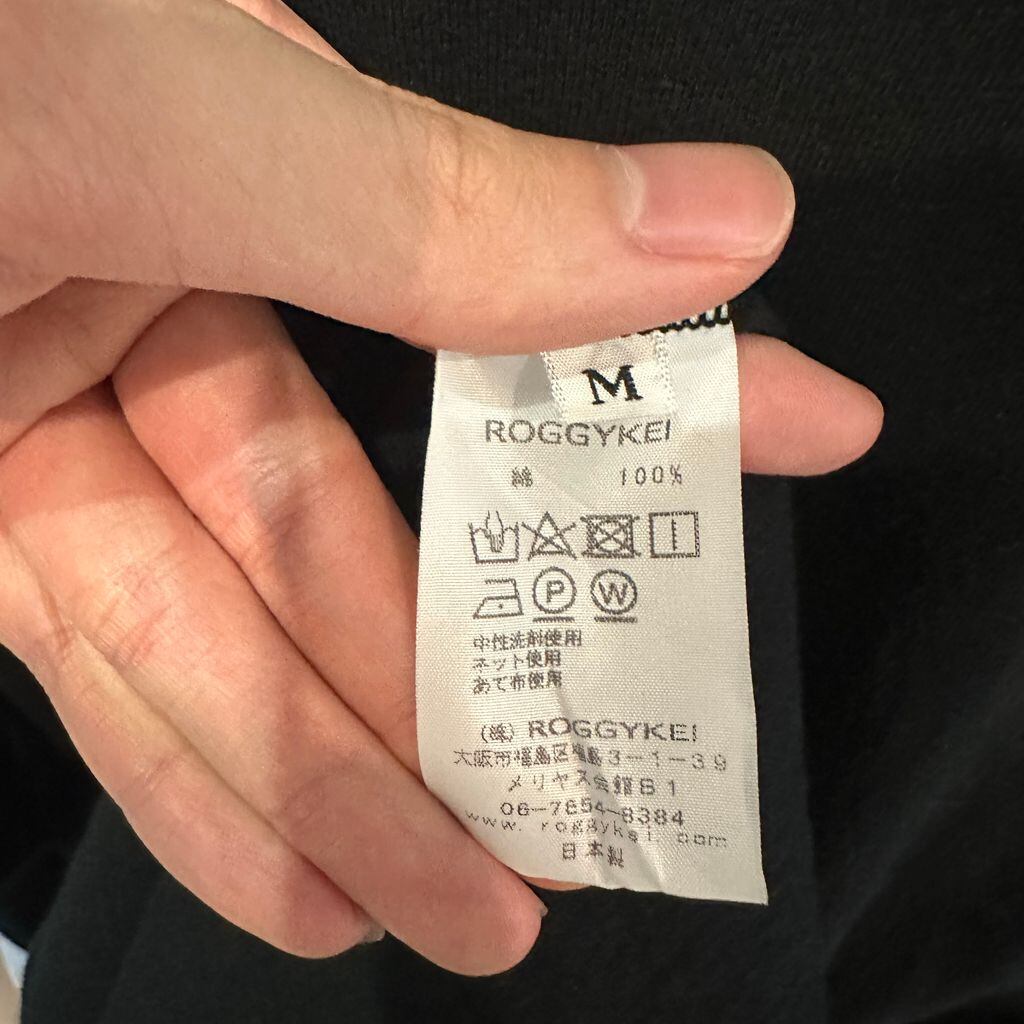 M
ROGGYKEI
綿 100%
P W
中性洗剤使用
ネット使用
あて布使用
(株) ROGGYKEI
大阪市福島区福島3-1-39
メリヤス会館B1
06-7654-8384
www.roggykei.com
日本製